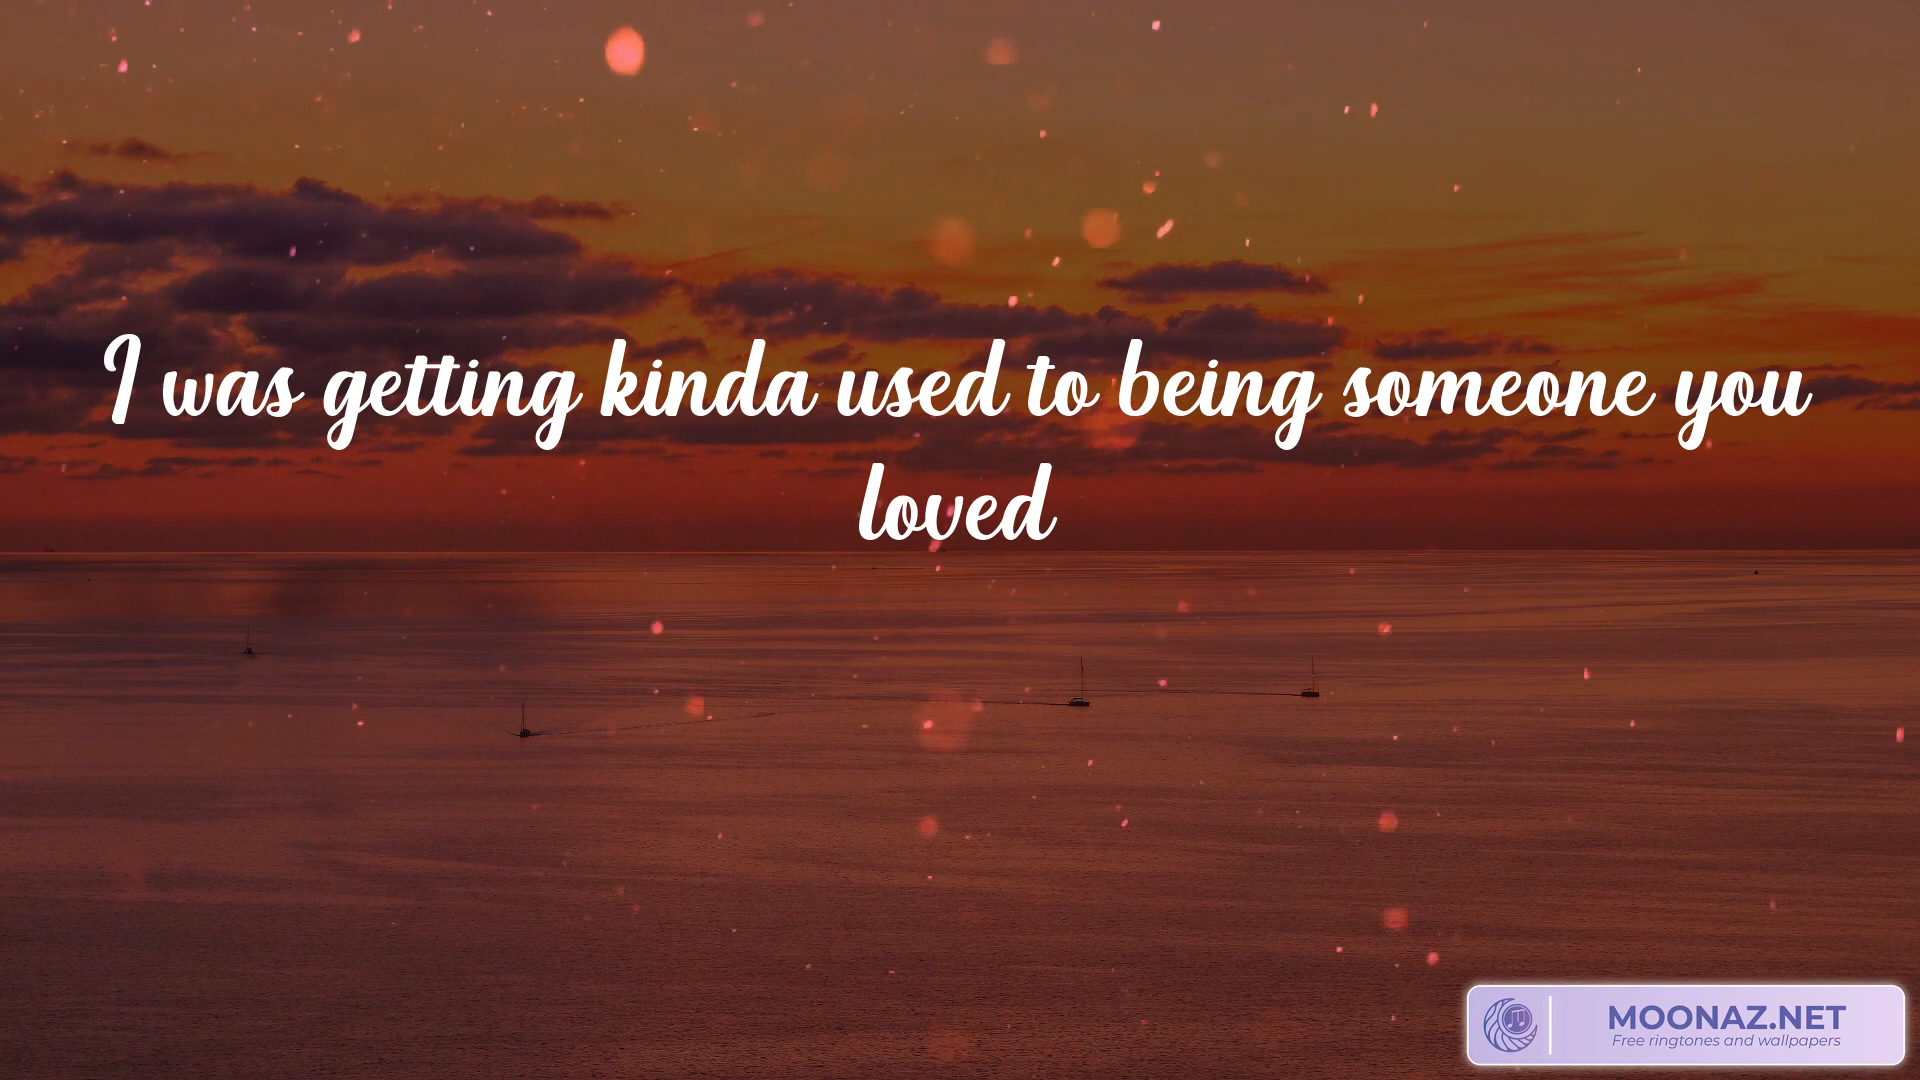 I was getting kinda used to being someone you
loved
MOONAZ.NET
Free ringtones and wallpapers